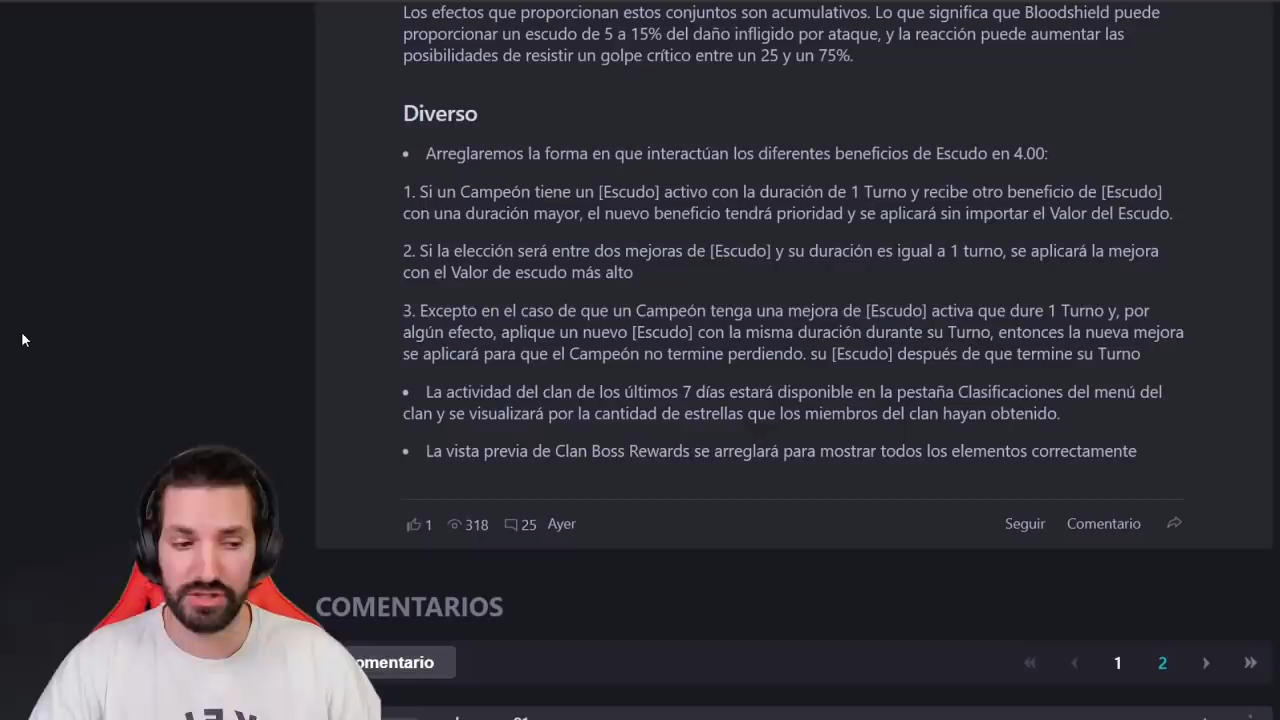 Los efectos que proporcionan estos conjuntos son acumulativos. Lo que significa que Bloodshield puede
proporcionar un escudo de 5 a 15% del daño infligido por ataque, y la reacción puede aumentar las
posibilidades de resistir un golpe crítico entre un 25 y un 75%.
Diverso
• Arreglaremos la forma en que interactúan los diferentes beneficios de Escudo en 4.00:
1. Si un Campeón tiene un [Escudo] activo con la duración de 1 Turno y recibe otro beneficio de [Escudo]
con una duración mayor, el nuevo beneficio tendrá prioridad y se aplicará sin importar el Valor del Escudo.
2. Si la elección será entre dos mejoras de [Escudo] y su duración es igual a 1 turno, se aplicará la mejora
con el Valor de escudo más alto
3. Excepto en el caso de que un Campeón tenga una mejora de [Escudo] activa que dure 1 Turno y, por
algún efecto, aplique un nuevo [Escudo] con la misma duración durante su Turno, entonces la nueva mejora
se aplicará para que el Campeón no termine perdiendo. su [Escudo] después de que termine su Turno
• La actividad del clan de los últimos 7 días estará disponible en la pestaña Clasificaciones del menú del
clan y se visualizará por la cantidad de estrellas que los miembros del clan hayan obtenido.
• La vista previa de Clan Boss Rewards se arreglará para mostrar todos los elementos correctamente
1 318 25 Ayer Seguir Comentario
COMENTARIOS
omentario « ‹ 1 2 › »